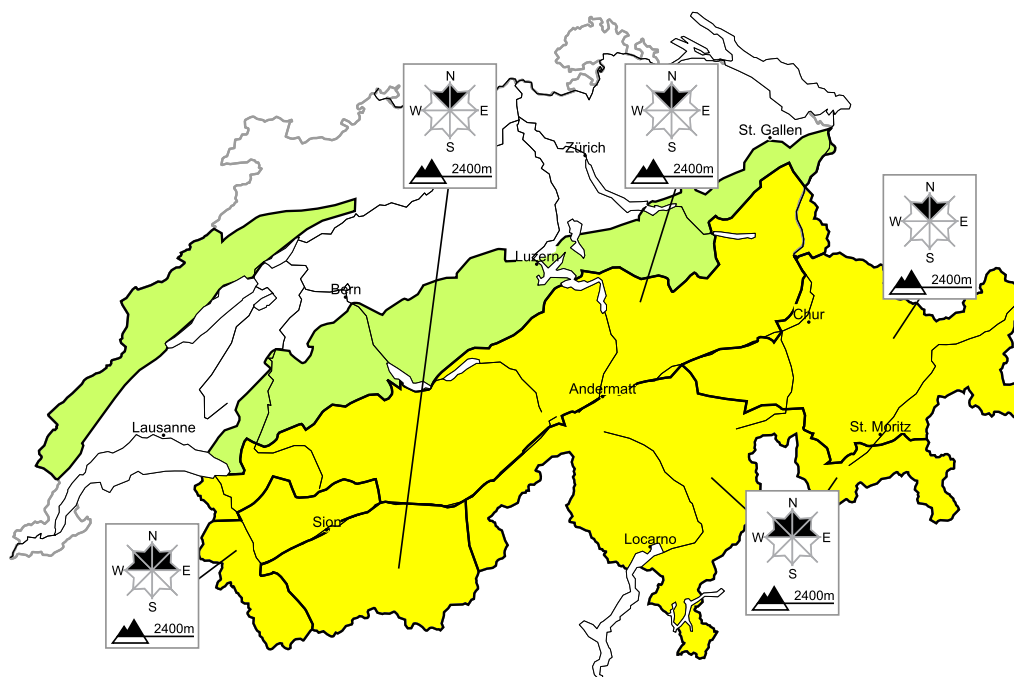 N
W E
S
2400m
N
W E
S
2400m
St. Gallen
Zürich
N
W E
S
2400m
Luzern
Bern
Chur
Andermatt
Lausanne
St. Moritz
Sion
Locarno
N
W E
S
2400m
N
W E
S
2400m